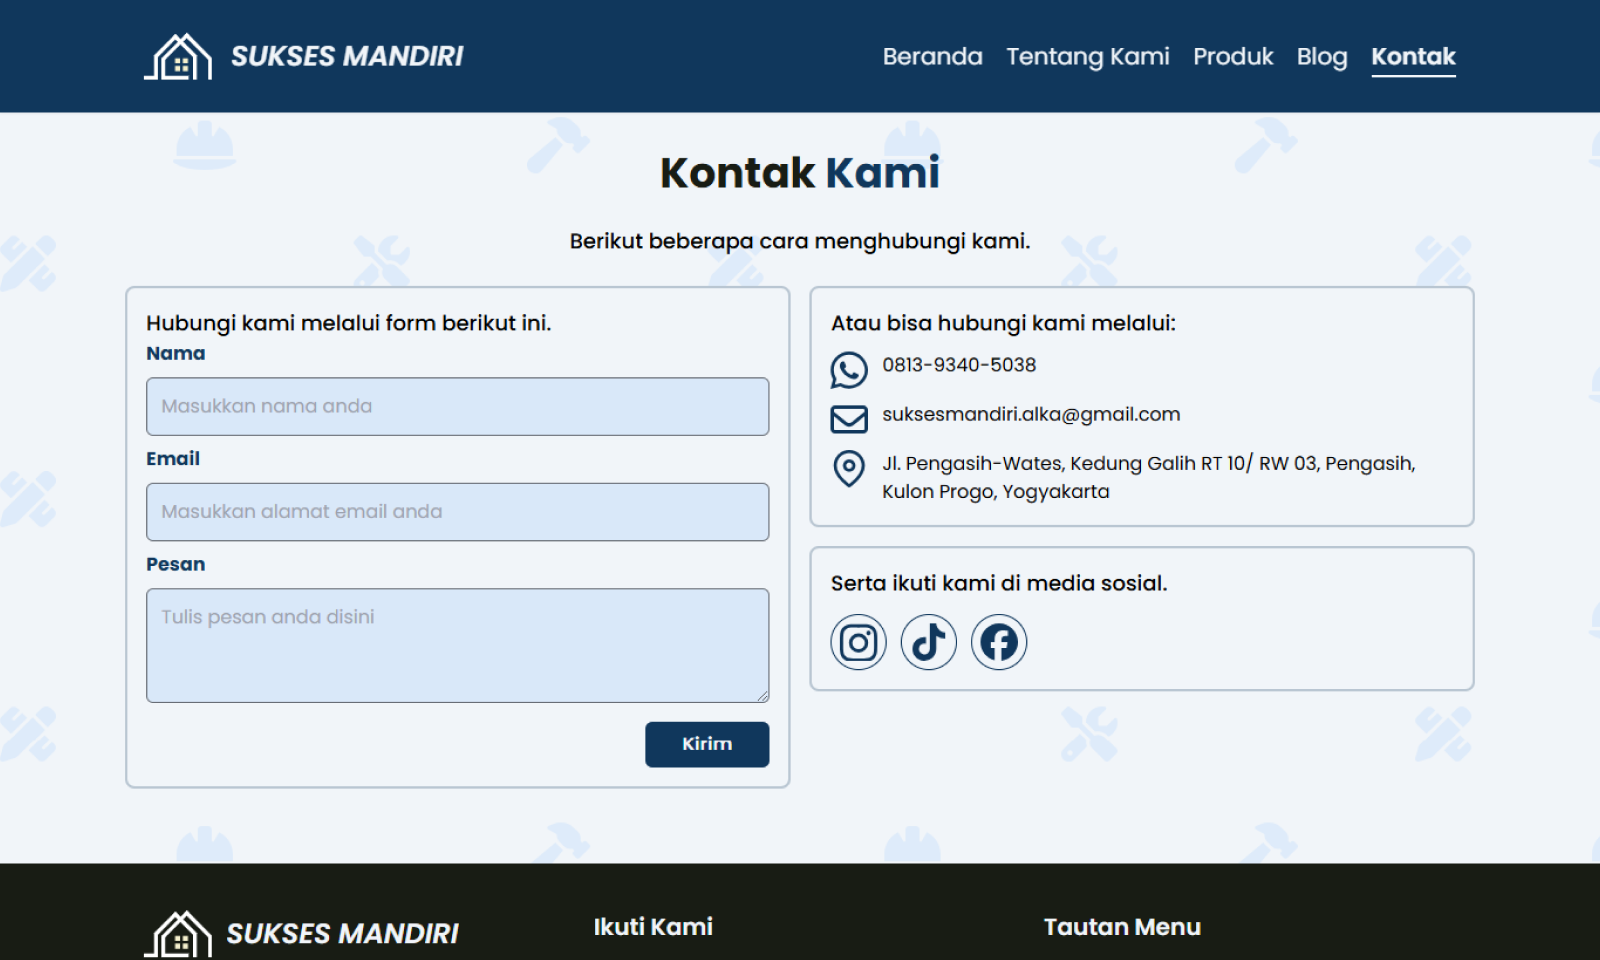 SUKSES MANDIRI
Beranda Tentang Kami Produk Blog Kontak
Kontak Kami
Berikut beberapa cara menghubungi kami.
Hubungi kami melalui form berikut ini.
Nama
Masukkan nama anda
Email
Masukkan alamat email anda
Pesan
Tulis pesan anda disini
Kirim
Atau bisa hubungi kami melalui:
0813-9340-5038
suksesmandiri.alka@gmail.com
Jl. Pengasih-Wates, Kedung Galih RT 10/ RW 03, Pengasih,
Kulon Progo, Yogyakarta
Serta ikuti kami di media sosial.
SUKSES MANDIRI
Ikuti Kami
Tautan Menu